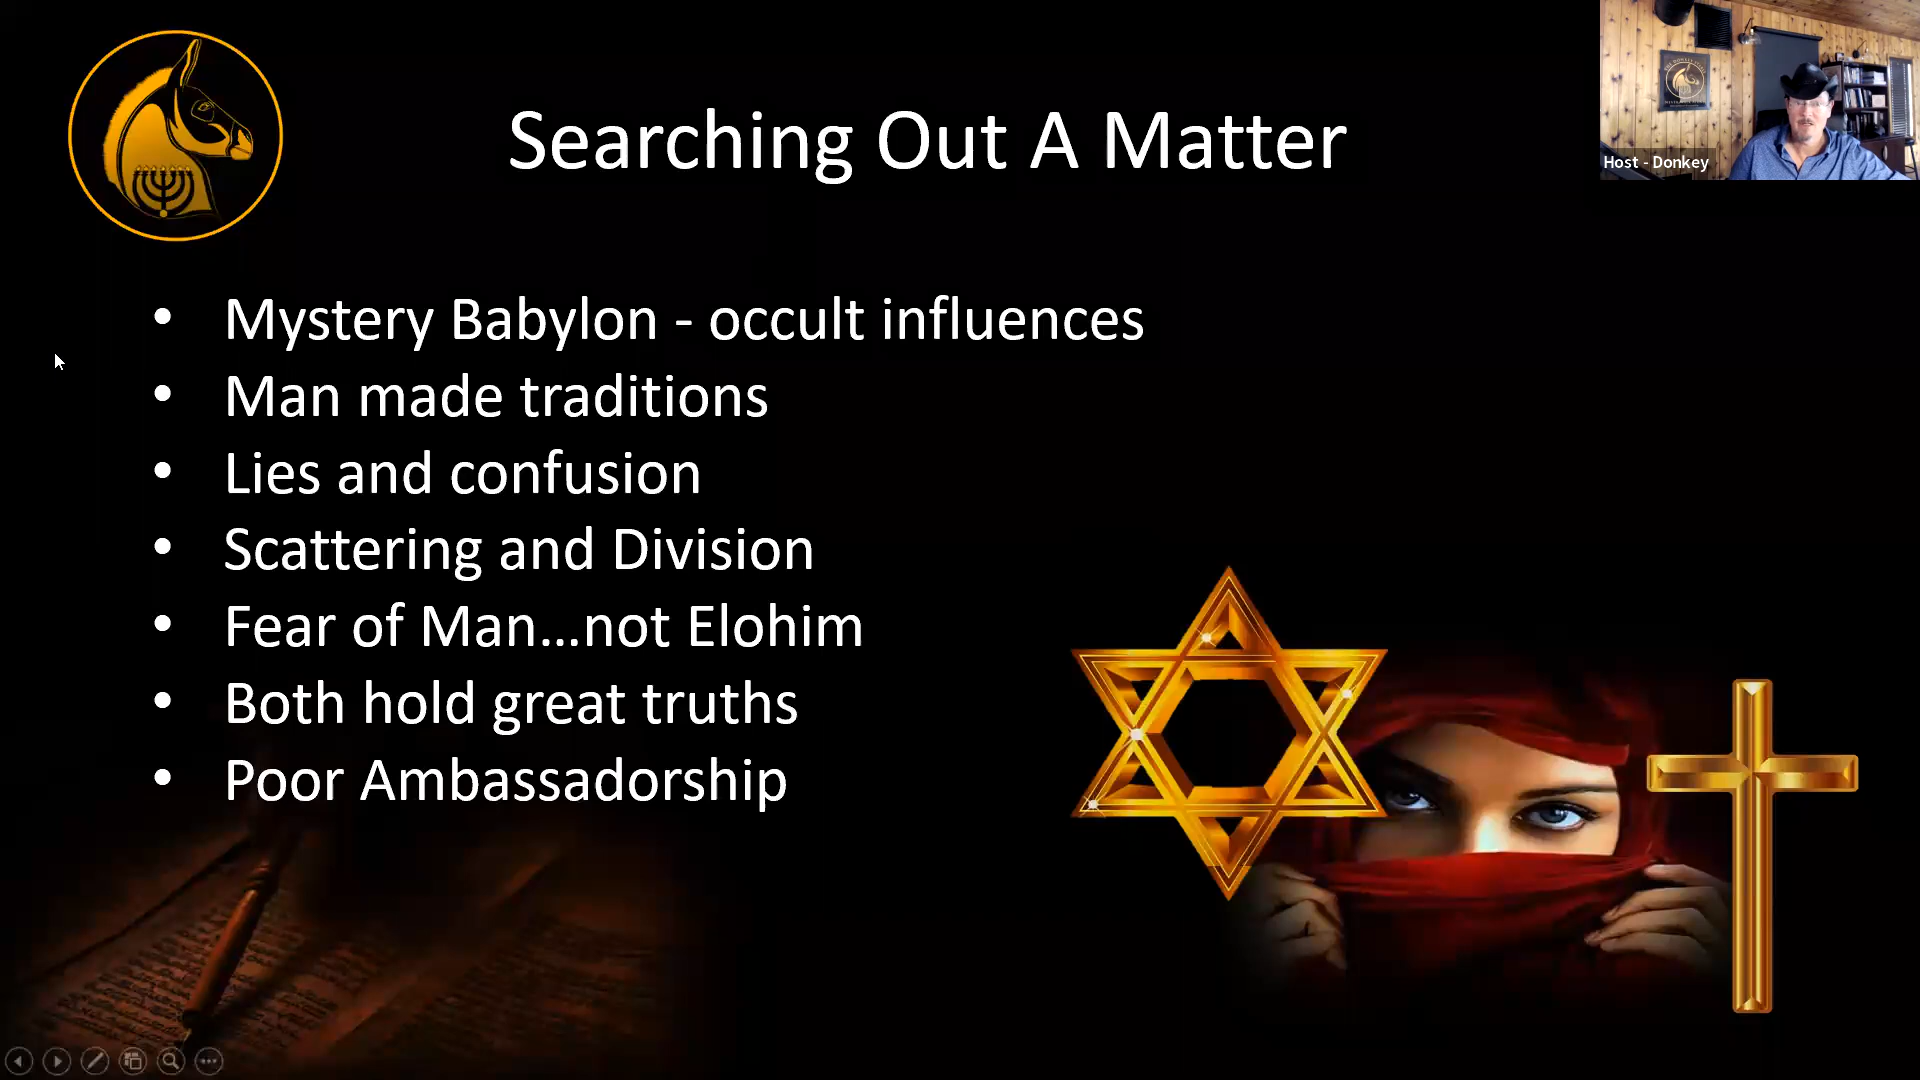 Searching Out A Matter
Host - Donkey
• Mystery Babylon - occult influences
• Man made traditions
• Lies and confusion
• Scattering and Division
• Fear of Man...not Elohim
• Both hold great truths
• Poor Ambassadorship